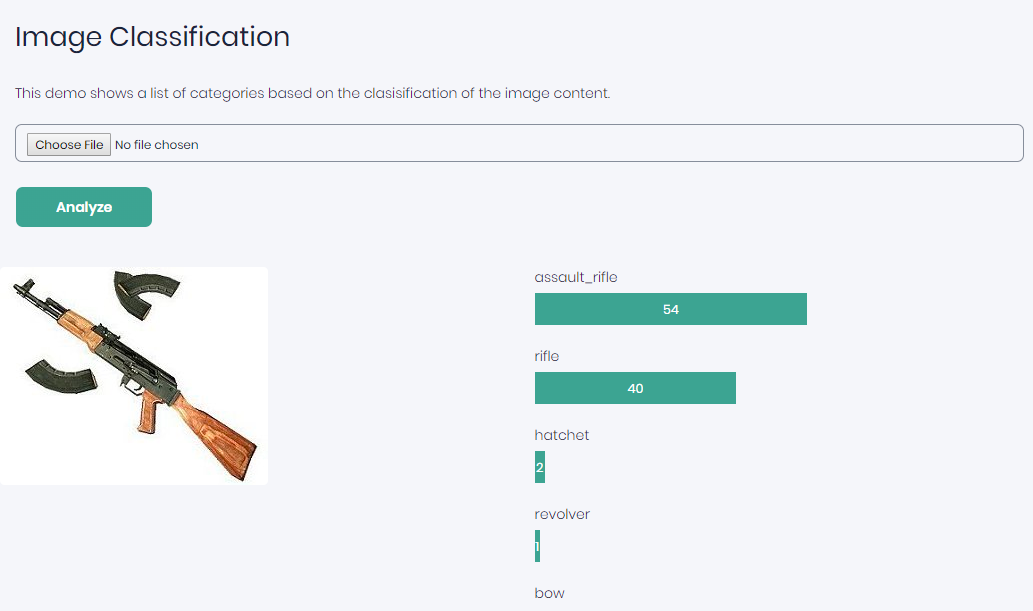 Image Classification
This demo shows a list of categories based on the clasisification of the image content.
Choose File No file chosen
Analyze
assault_rifle
54
rifle
40
hatchet
2
revolver
1
bow